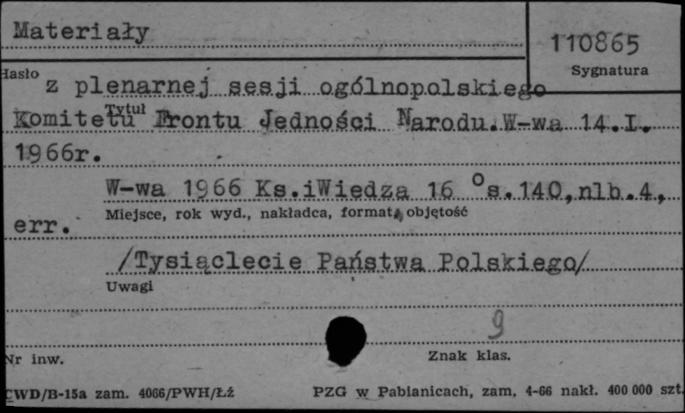 Materiały
110865
Hasło
Sygnatura
z plenarnej sesji ogólnopolskiego
Tytuł
Komitetu Frontu Jedności Narodu.W-wa 14.I.
1966r.
W-wa 1966 Ks.iWiedza 16 °s.140,nlb.4,
Miejsce, rok wyd., nakładca, format, objętość
err.
/Tysiąclecie Państwa Polskiego/
Uwagi
9
Nr inw.
Znak klas.
CWD/B-15a zam. 4066/PWH/Łź
PZG w Pabianicach, zam. 4-66 nakł. 400 000 szt.